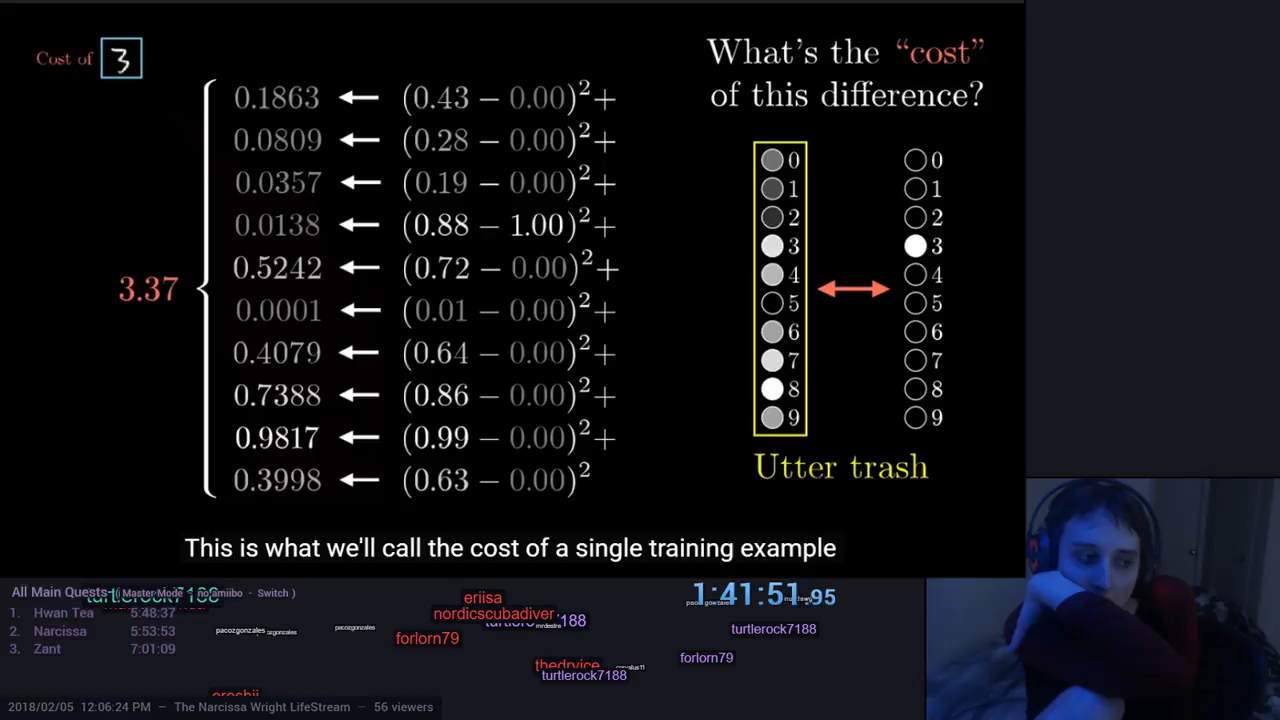 Cost of 3
What's the "cost"
of this difference?
3.37
0.1863 ← (0.43 − 0.00)² +
0.0809 ← (0.28 − 0.00)² +
0.0357 ← (0.19 − 0.00)² +
0.0138 ← (0.88 − 1.00)² +
0.5242 ← (0.72 − 0.00)² +
0.0001 ← (0.01 − 0.00)² +
0.4079 ← (0.64 − 0.00)² +
0.7388 ← (0.86 − 0.00)² +
0.9817 ← (0.99 − 0.00)² +
0.3998 ← (0.63 − 0.00)²
0 0
1 1
2 2
3 3
4 4
5 5
6 6
7 7
8 8
9 9
Utter trash
This is what we'll call the cost of a single training example
All Main Quests (Master Mode - no amiibo - Switch)
turtlerock7188
1. Hwan Tea 5:48:37
2. Narcissa 5:53:53
3. Zant 7:01:09
1:41:51.95
eriisa
nordicscubadiver
188
pacozgonzales
pacozgonzales
forlorn79
turtlerock7188
forlorn79
thedrvice
turtlerock7188
2018/02/05 12:06:24 PM — The Narcissa Wright LifeStream — 56 viewers